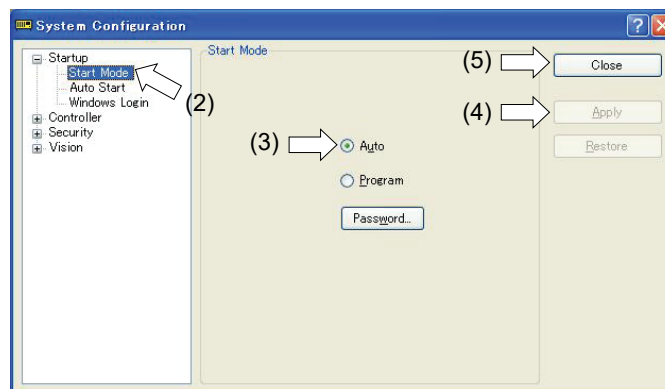 System Configuration
Startup
Start Mode
Auto Start
Windows Login
Controller
Security
Vision
(2)
Start Mode
(3)
Auto
Program
Password...
(5)
Close
(4)
Apply
Restore